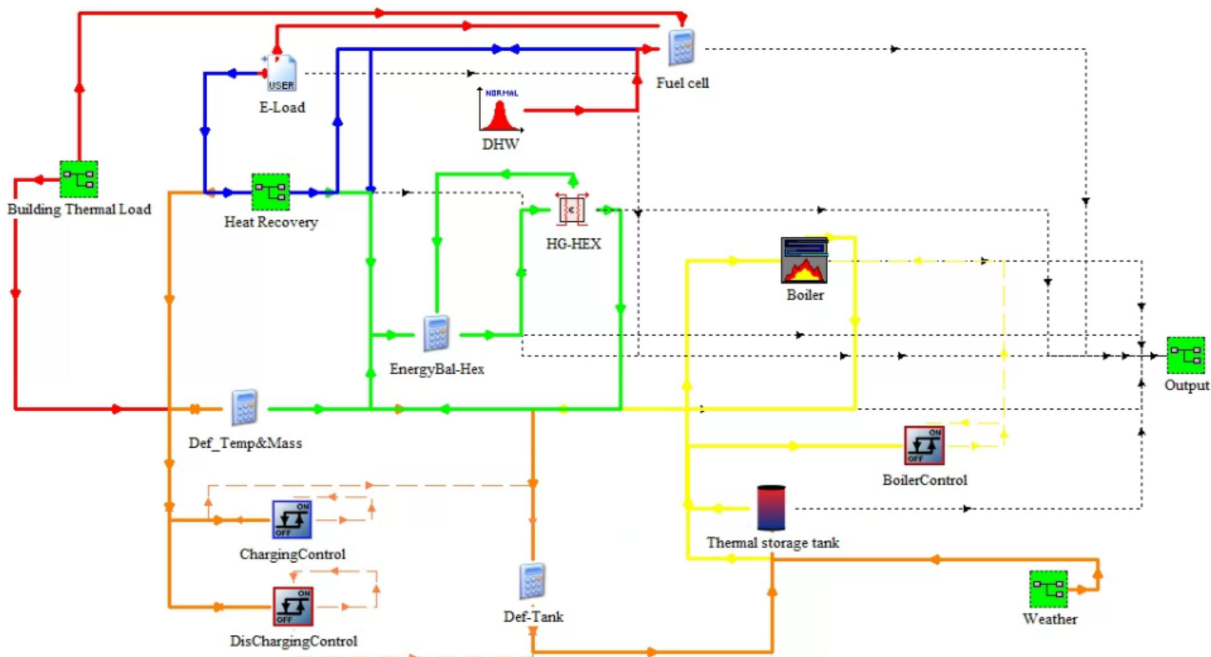 Fuel cell
USER
E-Load
NORMAL
DHW
Building Thermal Load
Heat Recovery
HG-HEX
Boiler
EnergyBal-Hex
Output
Def_Temp&Mass
ON
OFF
BoilerControl
ON
OFF
ChargingControl
Thermal storage tank
ON
OFF
DisChargingControl
Def-Tank
Weather